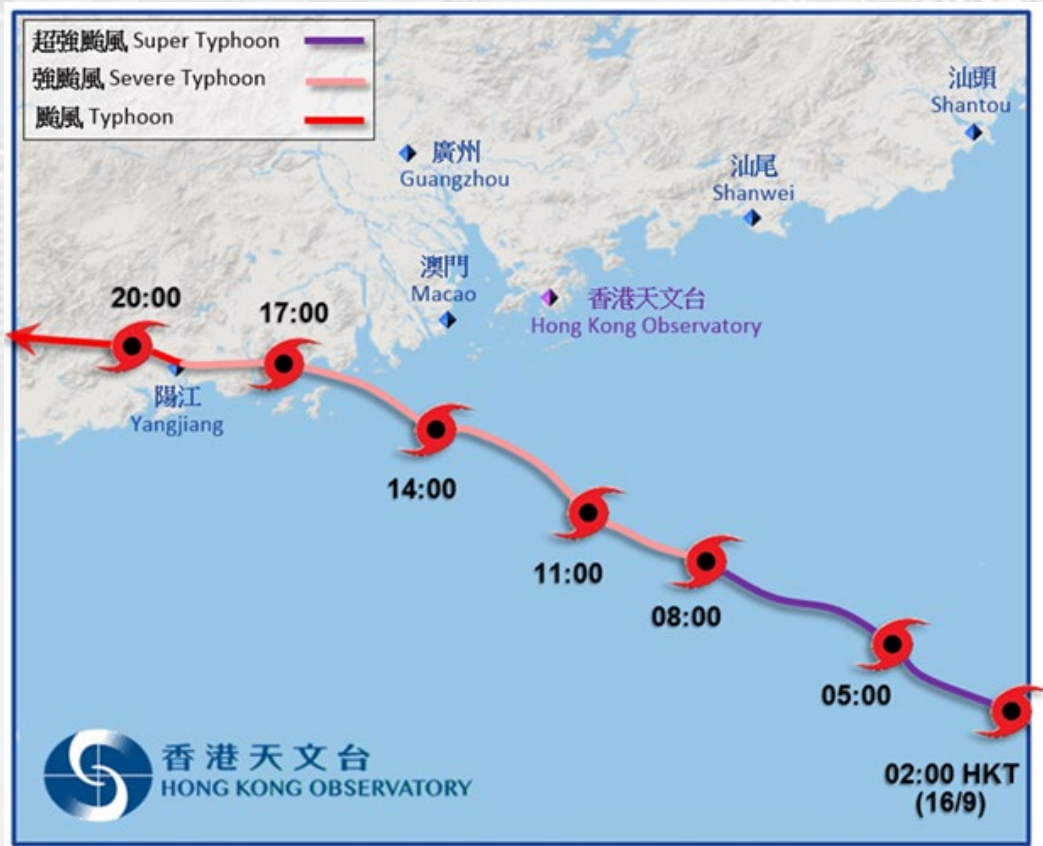 超強颱風 Super Typhoon
強颱風 Severe Typhoon
颱風 Typhoon
汕頭
Shantou
廣州
Guangzhou
汕尾
Shanwei
澳門
Macao
香港天文台
Hong Kong Observatory
20:00
17:00
陽江
Yangjiang
14:00
11:00
08:00
05:00
02:00 HKT
(16/9)
香港天文台
HONG KONG OBSERVATORY